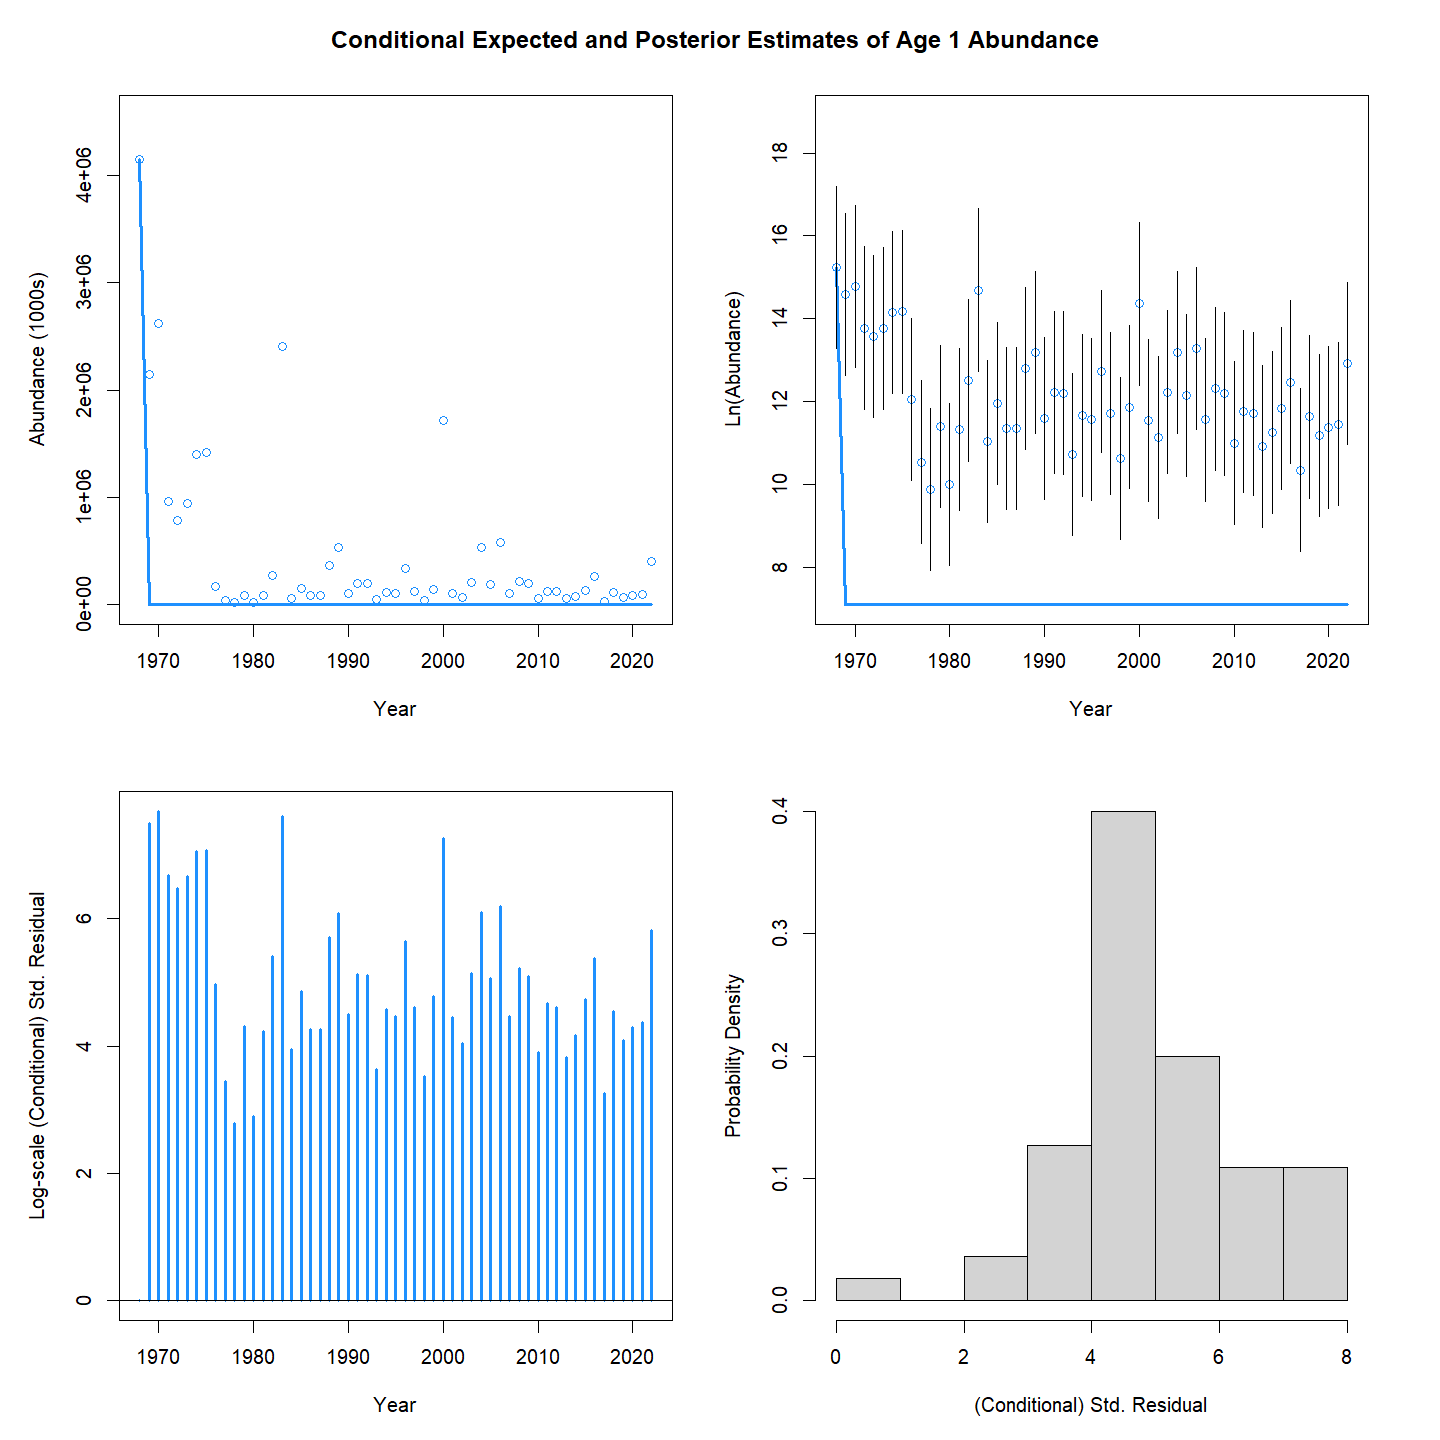 Conditional Expected and Posterior Estimates of Age 1 Abundance
Abundance (1000s)
4e+06
3e+06
2e+06
1e+06
0e+00
1970 1980 1990 2000 2010 2020
Year
Ln(Abundance)
18
16
14
12
10
8
1970 1980 1990 2000 2010 2020
Year
Log-scale (Conditional) Std. Residual
6
4
2
0
1970 1980 1990 2000 2010 2020
Year
Probability Density
0.4
0.3
0.2
0.1
0.0
0 2 4 6 8
(Conditional) Std. Residual